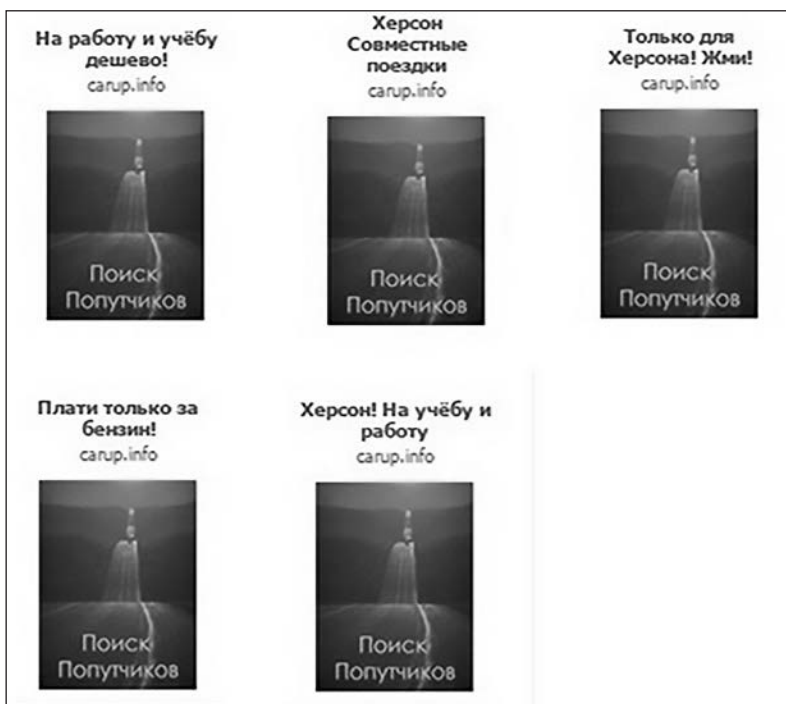 На работу и учёбу
дешево!
carup.info
Поиск
Попутчиков
Херсон
Совместные
поездки
carup.info
Поиск
Попутчиков
Только для
Херсона! Жми!
carup.info
Поиск
Попутчиков
Плати только за
бензин!
carup.info
Поиск
Попутчиков
Херсон! На учёбу и
работу
carup.info
Поиск
Попутчиков